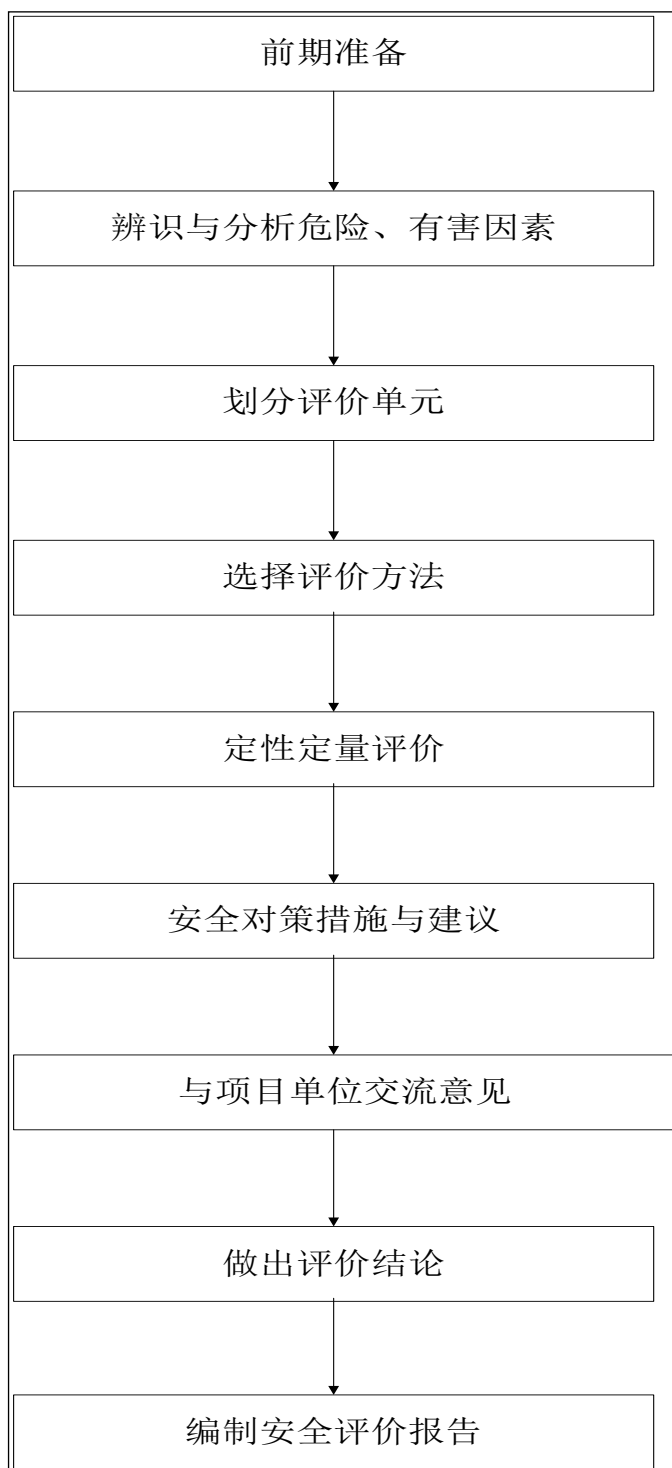 前期准备
辨识与分析危险、有害因素
划分评价单元
选择评价方法
定性定量评价
安全对策措施与建议
与项目单位交流意见
做出评价结论
编制安全评价报告